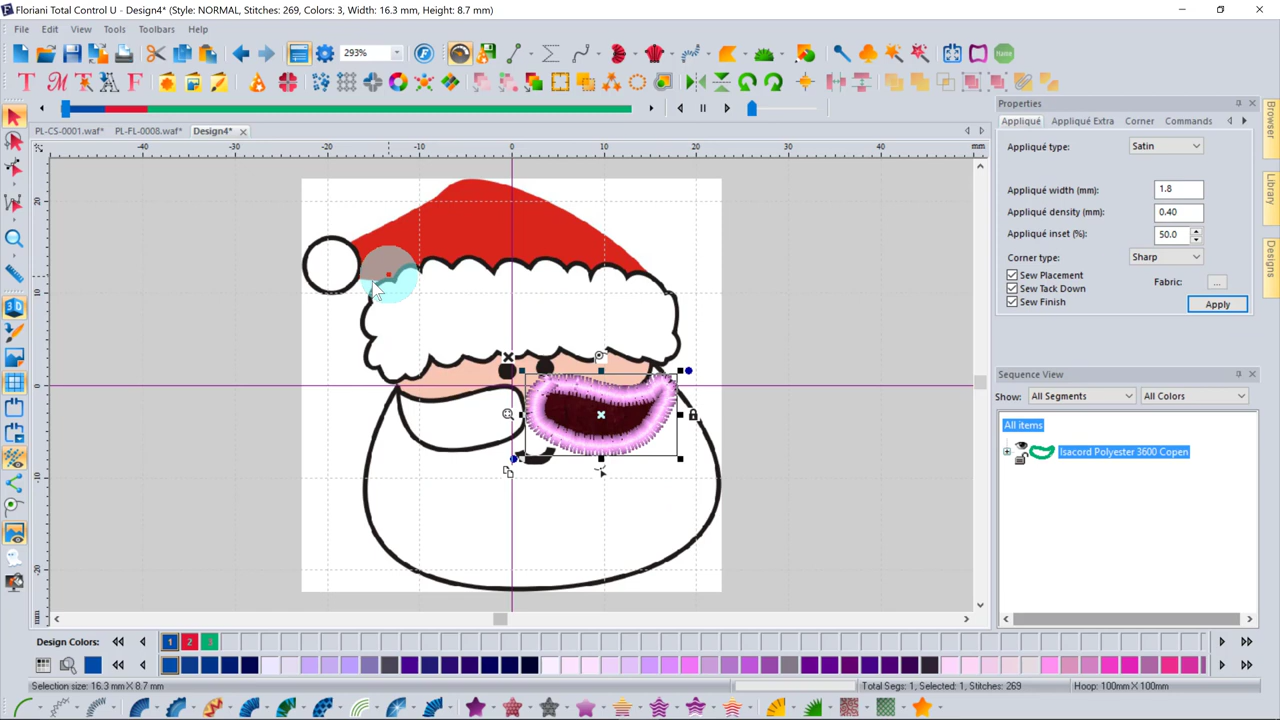 Floriani Total Control U - Design4* (Style: NORMAL, Stitches: 269, Colors: 3, Width: 16.3 mm, Height: 8.7 mm)
File Edit View Tools Toolbars Help
293%
PL-CS-0001.waf* PL-FL-0008.waf* Design4*
-40 -30 -20 -10 0 10 20 30 40 mm
20
10
0
-10
-20
mm
Properties
Appliqué Appliqué Extra Corner Commands
Appliqué type: Satin
Appliqué width (mm): 1.8
Appliqué density (mm): 0.40
Appliqué inset (%): 50.0
Corner type: Sharp
Sew Placement Fabric: ...
Sew Tack Down
Sew Finish Apply
Browser
Library
Designs
Sequence View
Show: All Segments All Colors
All items
Isacord Polyester 3600 Copen
Design Colors: 1 2 3
Selection size: 16.3 mm X 8.7 mm Total Segs: 1, Selected: 1, Stitches: 269 Hoop: 100mm X 100mm